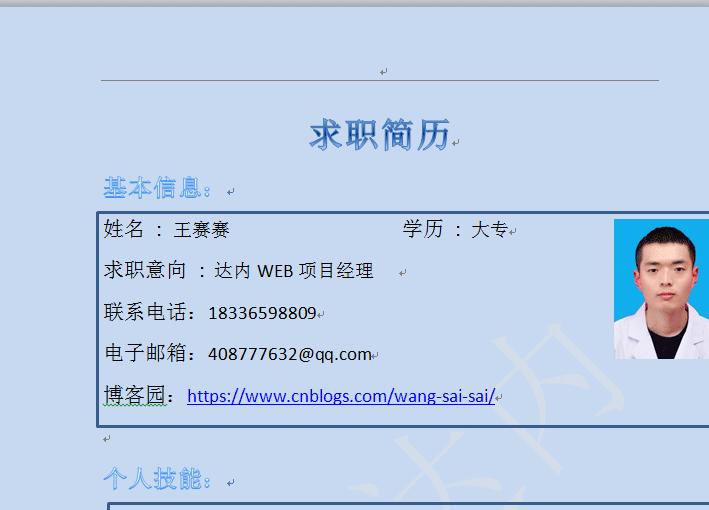 求职简历
基本信息：
姓名 ： 王赛赛 学历 ： 大专
求职意向 ：达内 WEB 项目经理
联系电话：18336598809
电子邮箱：408777632@qq.com
博客园：https://www.cnblogs.com/wang-sai-sai/
个人技能：
达内